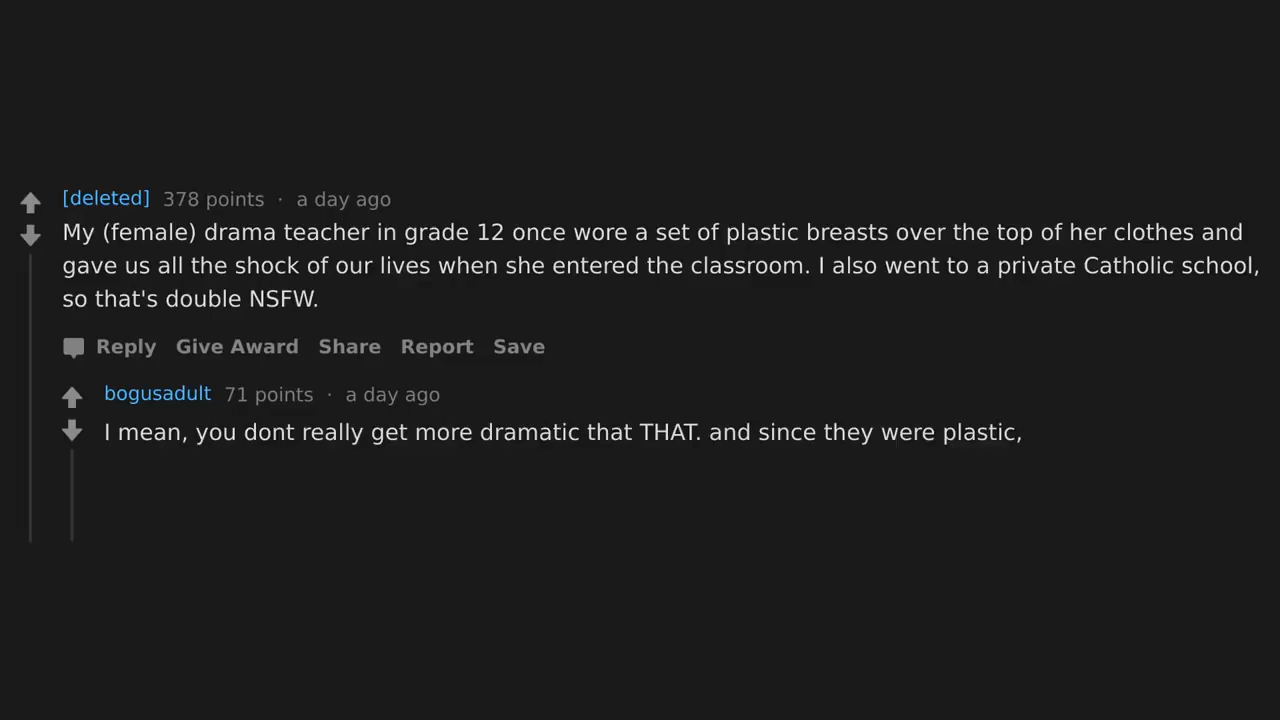 [deleted] 378 points · a day ago
My (female) drama teacher in grade 12 once wore a set of plastic breasts over the top of her clothes and
gave us all the shock of our lives when she entered the classroom. I also went to a private Catholic school,
so that's double NSFW.
Reply Give Award Share Report Save
bogusadult 71 points · a day ago
I mean, you dont really get more dramatic that THAT. and since they were plastic,